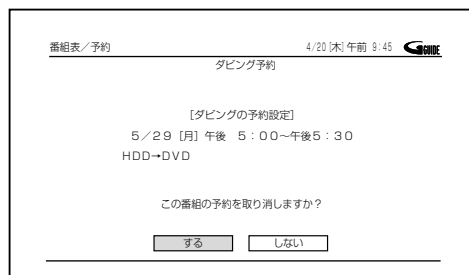 番組表／予約 4/20[木]午前 9:45 GGUIDE
ダビング予約
[ダビングの予約設定]
５／２９［月］午後 ５：００～午後５：３０
ＨＤＤ→ＤＶＤ
この番組の予約を取り消しますか？
する しない